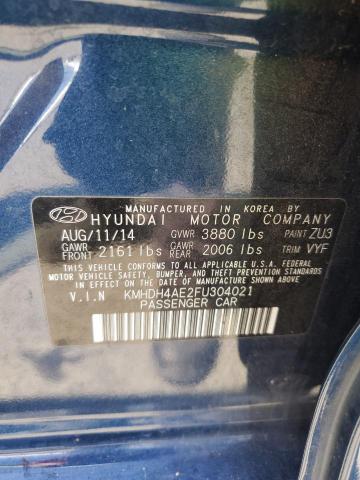 MANUFACTURED IN KOREA BY
HYUNDAI MOTOR COMPANY
AUG/11/14 GVWR 3880 lbs PAINT ZU3
GAWR FRONT 2161 lbs GAWR REAR 2006 lbs TRIM VYF
THIS VEHICLE CONFORMS TO ALL APPLICABLE U.S.A. FEDERAL
MOTOR VEHICLE SAFETY, BUMPER, AND THEFT PREVENTION
STANDARDS IN EFFECT ON THE DATE OF MANUFACTURE SHOWN ABOVE.
V.I.N KMHDH4AE2FU304021
PASSENGER CAR